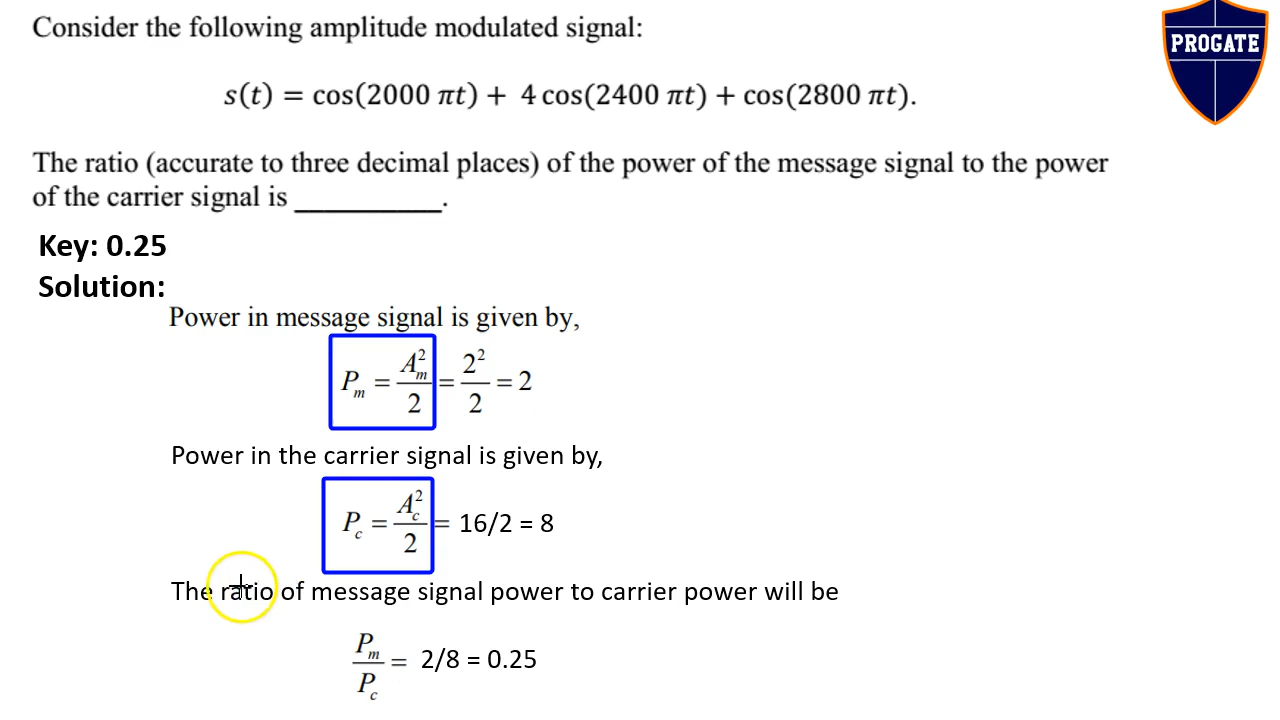 Consider the following amplitude modulated signal:
PROGATE
s(t) = cos(2000 πt) + 4 cos(2400 πt) + cos(2800 πt).
The ratio (accurate to three decimal places) of the power of the message signal to the power
of the carrier signal is __________.
Key: 0.25
Solution:
Power in message signal is given by,
P_m = A_m^2/2 = 2^2/2 = 2
Power in the carrier signal is given by,
P_c = A_c^2/2 = 16/2 = 8
The ratio of message signal power to carrier power will be
P_m/P_c = 2/8 = 0.25